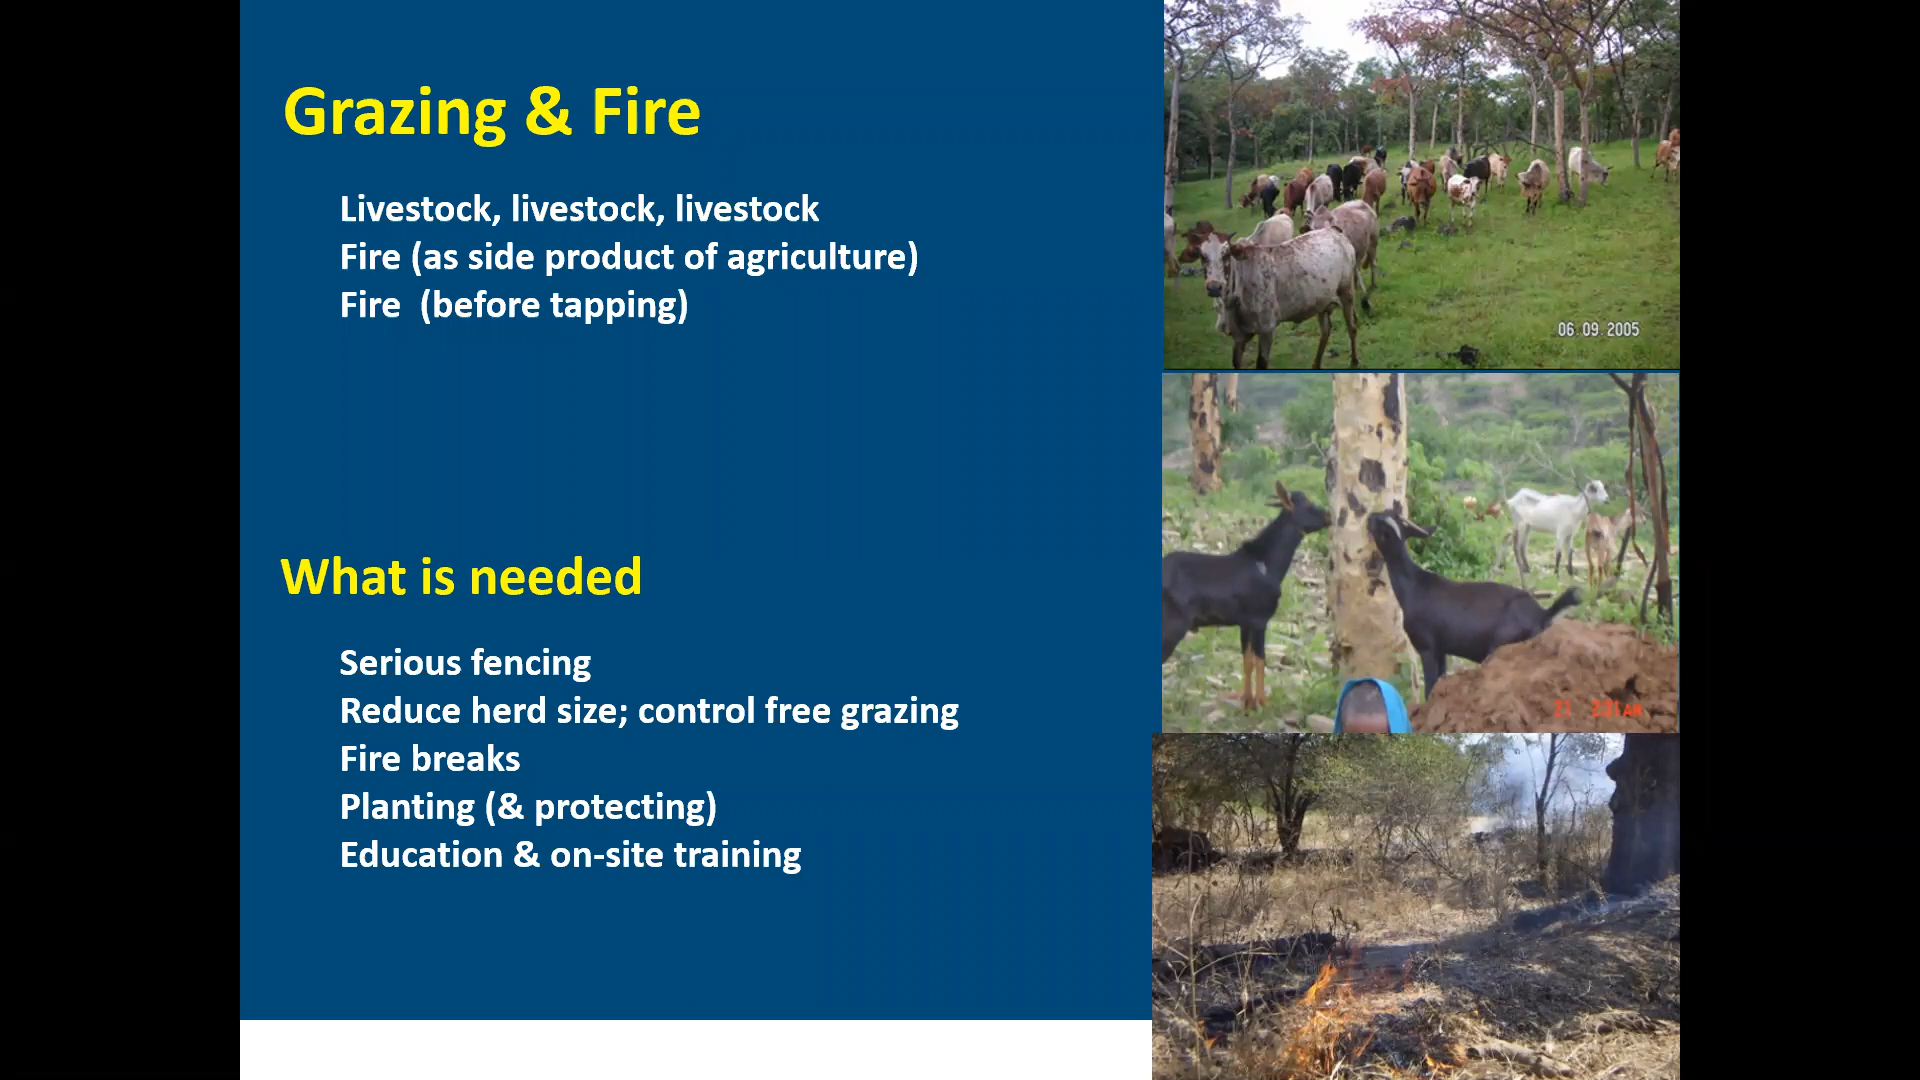 Grazing & Fire
Livestock, livestock, livestock
Fire (as side product of agriculture)
Fire  (before tapping)
06.09.2005
What is needed
Serious fencing
Reduce herd size; control free grazing
Fire breaks
Planting (& protecting)
Education & on-site training